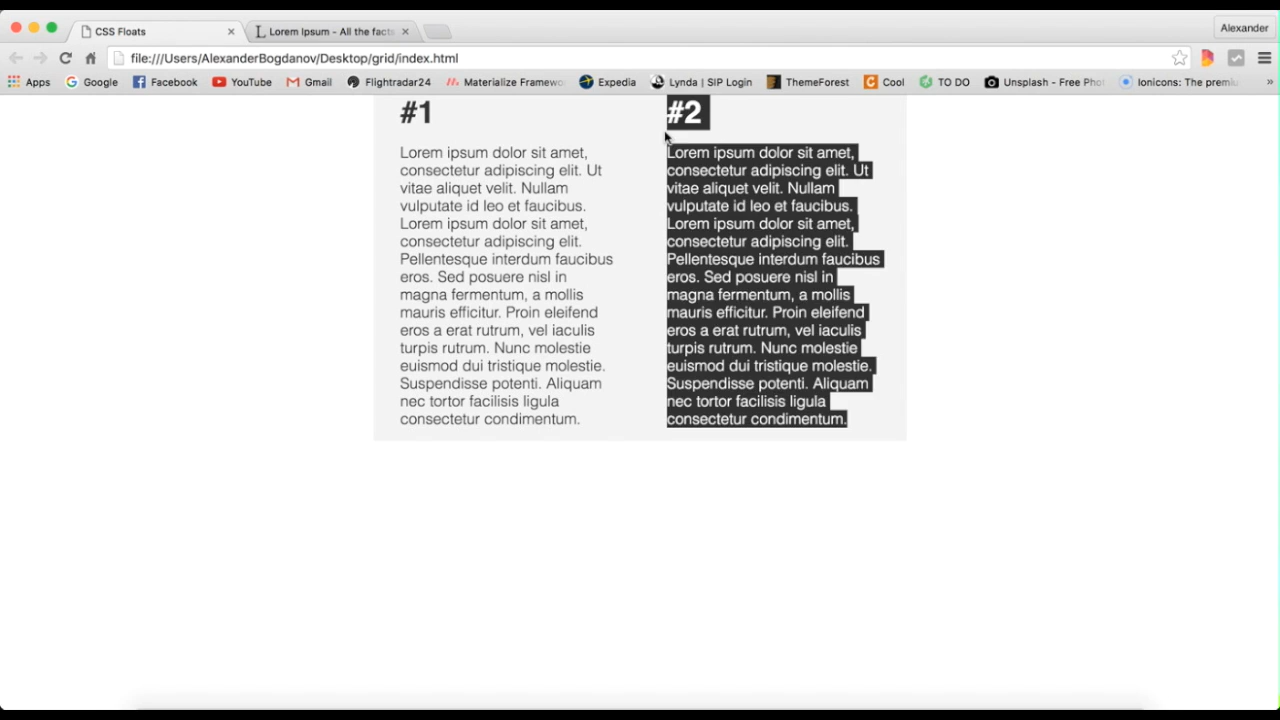 CSS Floats
Lorem Ipsum - All the facts
Alexander
file:///Users/AlexanderBogdanov/Desktop/grid/index.html
Apps Google Facebook YouTube Gmail Flightradar24 Materialize Framewo Expedia Lynda | SIP Login ThemeForest Cool TO DO Unsplash - Free Phot Ionicons: The premi »
#1
Lorem ipsum dolor sit amet,
consectetur adipiscing elit. Ut
vitae aliquet velit. Nullam
vulputate id leo et faucibus.
Lorem ipsum dolor sit amet,
consectetur adipiscing elit.
Pellentesque interdum faucibus
eros. Sed posuere nisl in
magna fermentum, a mollis
mauris efficitur. Proin eleifend
eros a erat rutrum, vel iaculis
turpis rutrum. Nunc molestie
euismod dui tristique molestie.
Suspendisse potenti. Aliquam
nec tortor facilisis ligula
consectetur condimentum.
#2
Lorem ipsum dolor sit amet,
consectetur adipiscing elit. Ut
vitae aliquet velit. Nullam
vulputate id leo et faucibus.
Lorem ipsum dolor sit amet,
consectetur adipiscing elit.
Pellentesque interdum faucibus
eros. Sed posuere nisl in
magna fermentum, a mollis
mauris efficitur. Proin eleifend
eros a erat rutrum, vel iaculis
turpis rutrum. Nunc molestie
euismod dui tristique molestie.
Suspendisse potenti. Aliquam
nec tortor facilisis ligula
consectetur condimentum.